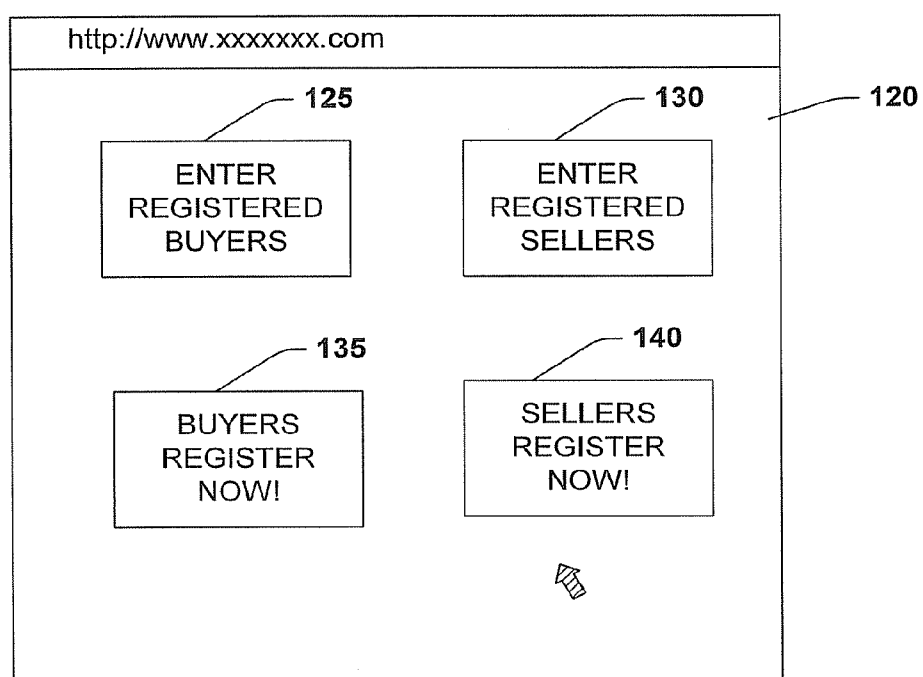 http://www.xxxxxxx.com
125
130
120
ENTER
REGISTERED
BUYERS
ENTER
REGISTERED
SELLERS
135
140
BUYERS
REGISTER
NOW!
SELLERS
REGISTER
NOW!